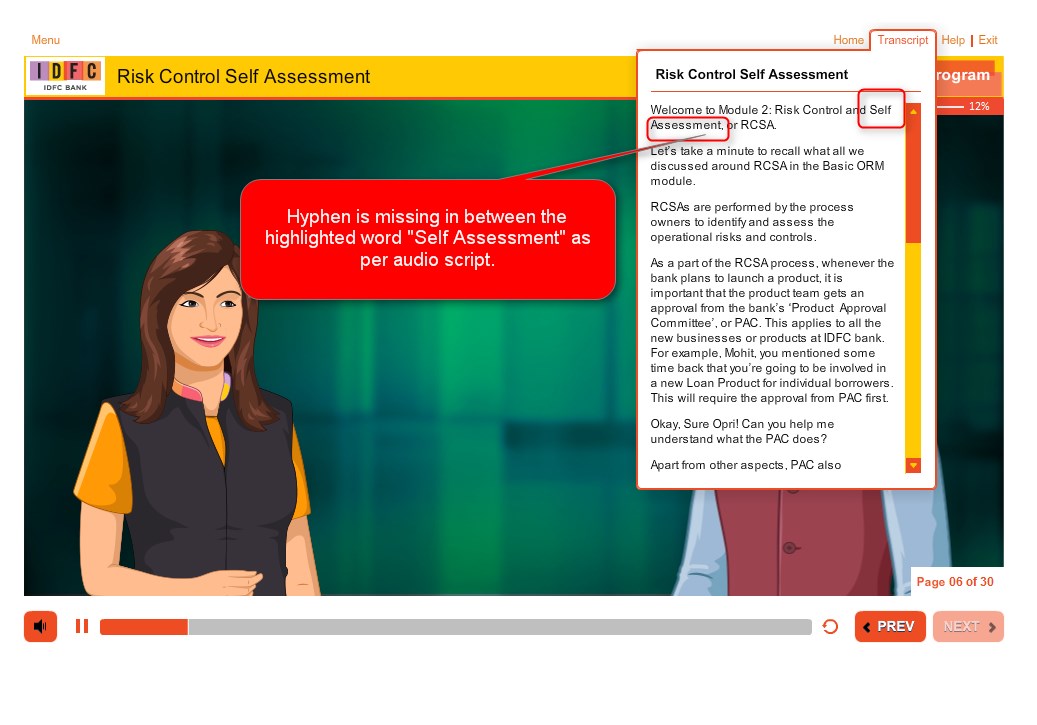 Menu
Home
Transcript
Help | Exit
I D F C
IDFC BANK
Risk Control Self Assessment
rogram
12%
Risk Control Self Assessment
Welcome to Module 2: Risk Control and Self
Assessment, or RCSA.
Let's take a minute to recall what all we
discussed around RCSA in the Basic ORM
module.
RCSAs are performed by the process
owners to identify and assess the
operational risks and controls.
As a part of the RCSA process, whenever the
bank plans to launch a product, it is
important that the product team gets an
approval from the bank's 'Product Approval
Committee', or PAC. This applies to all the
new businesses or products at IDFC bank.
For example, Mohit, you mentioned some
time back that you're going to be involved in
a new Loan Product for individual borrowers.
This will require the approval from PAC first.
Okay, Sure Opri! Can you help me
understand what the PAC does?
Apart from other aspects, PAC also
Hyphen is missing in between the
highlighted word "Self Assessment" as
per audio script.
Page 06 of 30
PREV
NEXT